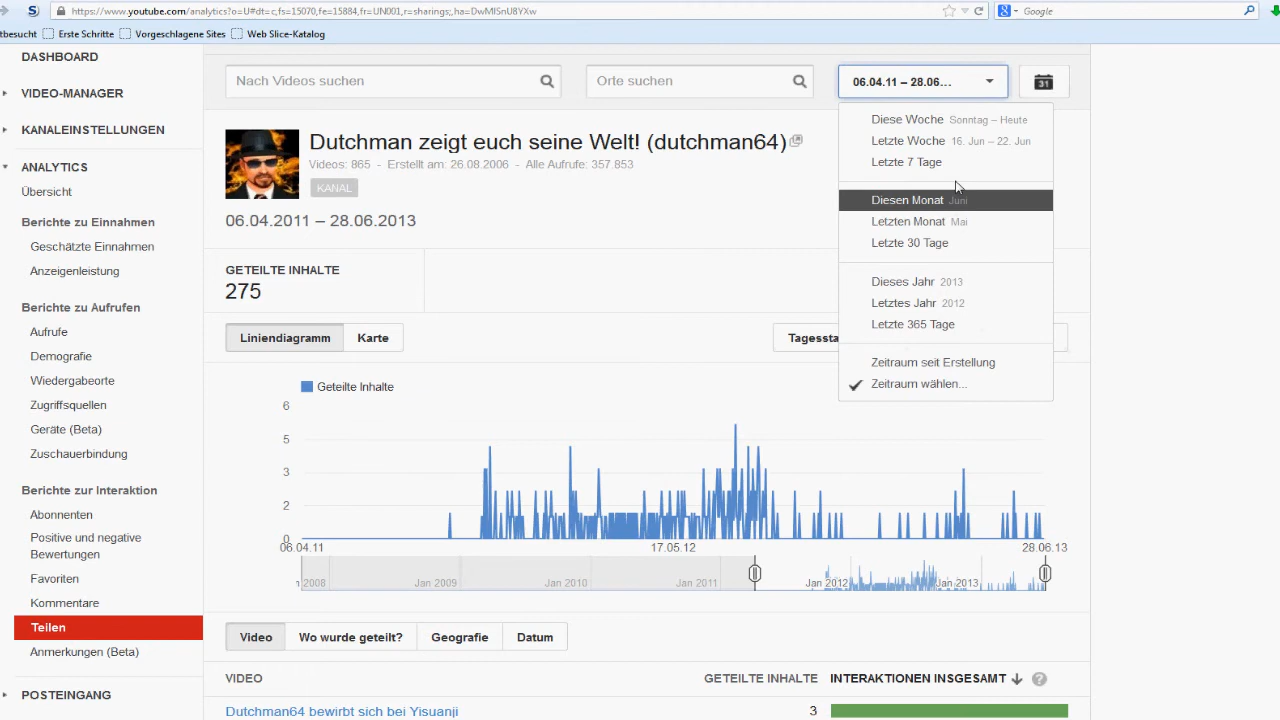 https://www.youtube.com/analytics?o=U#dt=c,fs=15070,fe=15884,fr=UN001,r=sharings;,ha=DwMISnU8YXw
Google
tbesucht Erste Schritte Vorgeschlagene Sites Web Slice-Katalog
DASHBOARD
VIDEO-MANAGER
KANALEINSTELLUNGEN
ANALYTICS
Übersicht
Berichte zu Einnahmen
Geschätzte Einnahmen
Anzeigenleistung
Berichte zu Aufrufen
Aufrufe
Demografie
Wiedergabeorte
Zugriffsquellen
Geräte (Beta)
Zuschauerbindung
Berichte zur Interaktion
Abonnenten
Positive und negative
Bewertungen
Favoriten
Kommentare
Teilen
Anmerkungen (Beta)
POSTEINGANG
Nach Videos suchen
Orte suchen
06.04.11 – 28.06...
31
Diese Woche Sonntag – Heute
Letzte Woche 16. Jun – 22. Jun
Letzte 7 Tage
Diesen Monat Juni
Letzten Monat Mai
Letzte 30 Tage
Dieses Jahr 2013
Letztes Jahr 2012
Letzte 365 Tage
Zeitraum seit Erstellung
Zeitraum wählen...
Dutchman zeigt euch seine Welt! (dutchman64)
Videos: 865 - Erstellt am: 26.08.2006 - Alle Aufrufe: 357.853
KANAL
06.04.2011 – 28.06.2013
GETEILTE INHALTE
275
Liniendiagramm Karte
Tagessta
Geteilte Inhalte
6
5
3
2
0
06.04.11 17.05.12 28.06.13
n 2008 Jan 2009 Jan 2010 Jan 2011 Jan 2012 Jan 2013
Video Wo wurde geteilt? Geografie Datum
VIDEO GETEILTE INHALTE INTERAKTIONEN INSGESAMT ?
Dutchman64 bewirbt sich bei Yisuanji 3